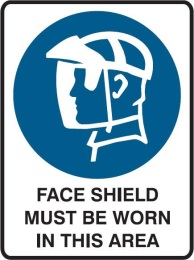 FACE SHIELD
MUST BE WORN
IN THIS AREA